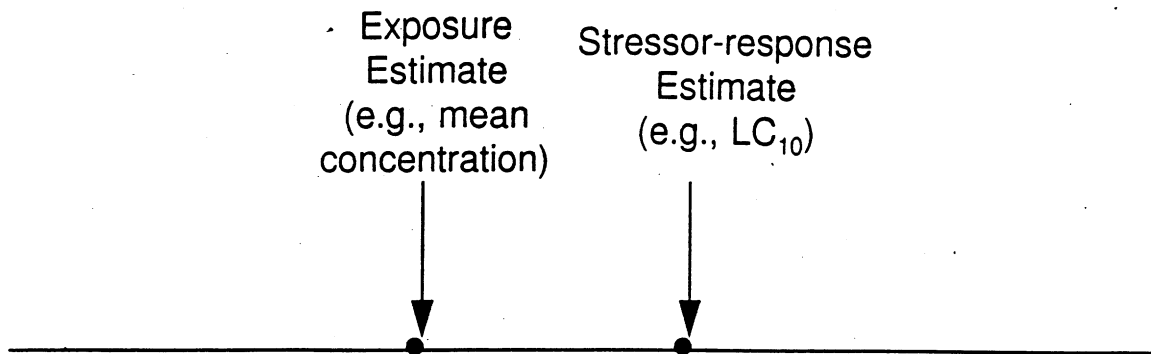 Exposure
Estimate
(e.g., mean
concentration)
Stressor-response
Estimate
(e.g., LC₁₀)